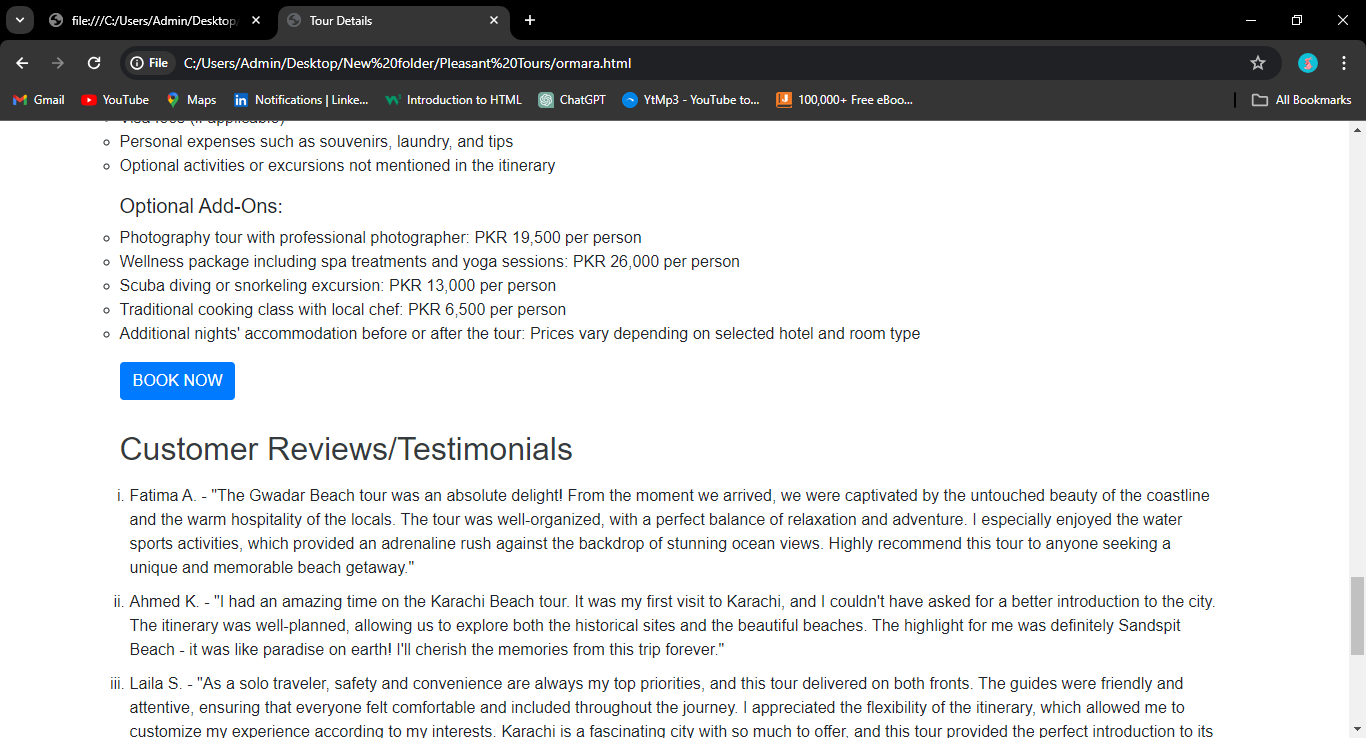 file:///C:/Users/Admin/Desktop
Tour Details
File C:/Users/Admin/Desktop/New%20folder/Pleasant%20Tours/ormara.html
Gmail YouTube Maps Notifications | Linke... Introduction to HTML ChatGPT YtMp3 - YouTube to... 100,000+ Free eBoo... All Bookmarks
Visa fees (if applicable)
Personal expenses such as souvenirs, laundry, and tips
Optional activities or excursions not mentioned in the itinerary
Optional Add-Ons:
Photography tour with professional photographer: PKR 19,500 per person
Wellness package including spa treatments and yoga sessions: PKR 26,000 per person
Scuba diving or snorkeling excursion: PKR 13,000 per person
Traditional cooking class with local chef: PKR 6,500 per person
Additional nights' accommodation before or after the tour: Prices vary depending on selected hotel and room type
BOOK NOW
Customer Reviews/Testimonials
i. Fatima A. - "The Gwadar Beach tour was an absolute delight! From the moment we arrived, we were captivated by the untouched beauty of the coastline
and the warm hospitality of the locals. The tour was well-organized, with a perfect balance of relaxation and adventure. I especially enjoyed the water
sports activities, which provided an adrenaline rush against the backdrop of stunning ocean views. Highly recommend this tour to anyone seeking a
unique and memorable beach getaway."
ii. Ahmed K. - "I had an amazing time on the Karachi Beach tour. It was my first visit to Karachi, and I couldn't have asked for a better introduction to the city.
The itinerary was well-planned, allowing us to explore both the historical sites and the beautiful beaches. The highlight for me was definitely Sandspit
Beach - it was like paradise on earth! I'll cherish the memories from this trip forever."
iii. Laila S. - "As a solo traveler, safety and convenience are always my top priorities, and this tour delivered on both fronts. The guides were friendly and
attentive, ensuring that everyone felt comfortable and included throughout the journey. I appreciated the flexibility of the itinerary, which allowed me to
customize my experience according to my interests. Karachi is a fascinating city with so much to offer, and this tour provided the perfect introduction to its